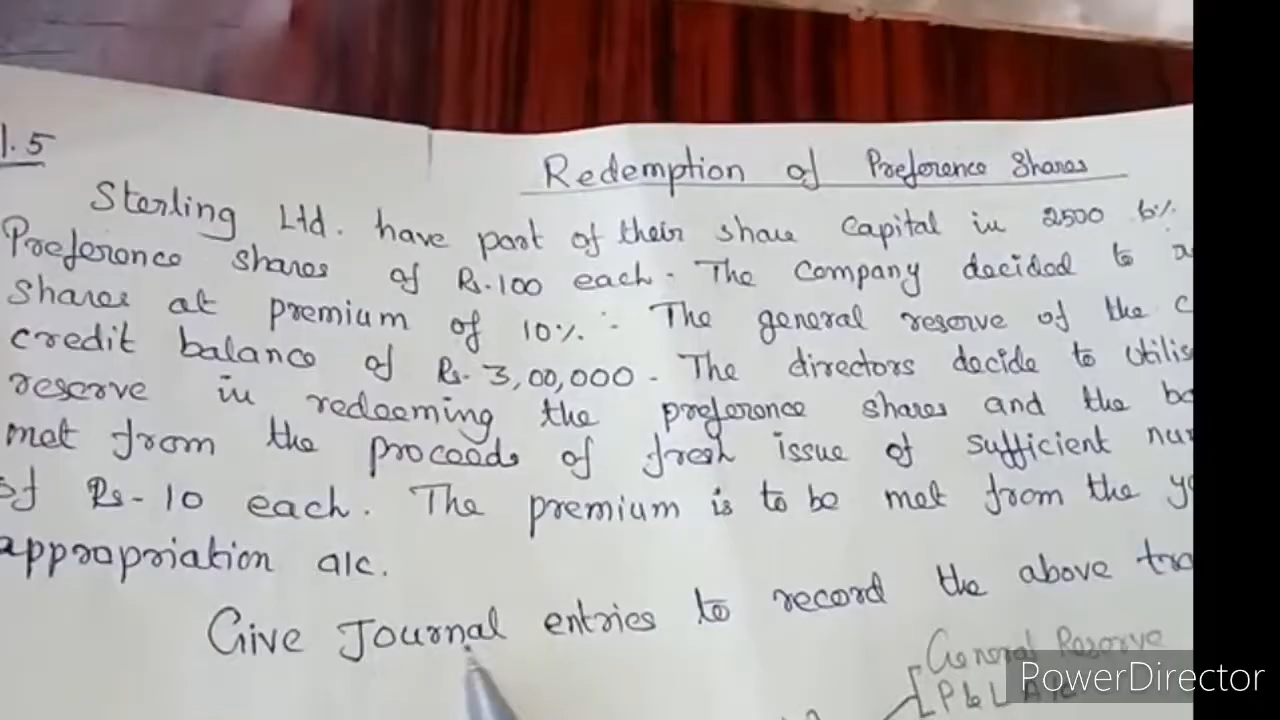 1.5
Redemption of Preference Shares
Sterling Ltd. have part of their share capital in 2500 6%
Preference shares of Rs.100 each. The company decided to
shares at premium of 10%. The general reserve of the
credit balance of Rs. 3,00,000. The directors decide to utilis
reserve in redeeming the preference shares and the ba
met from the proceeds of fresh issue of sufficient num
of Rs-10 each. The premium is to be met from the
appropriation a/c.
Give Journal entries to record the above tra
General Reserve
P & L A/c
PowerDirector